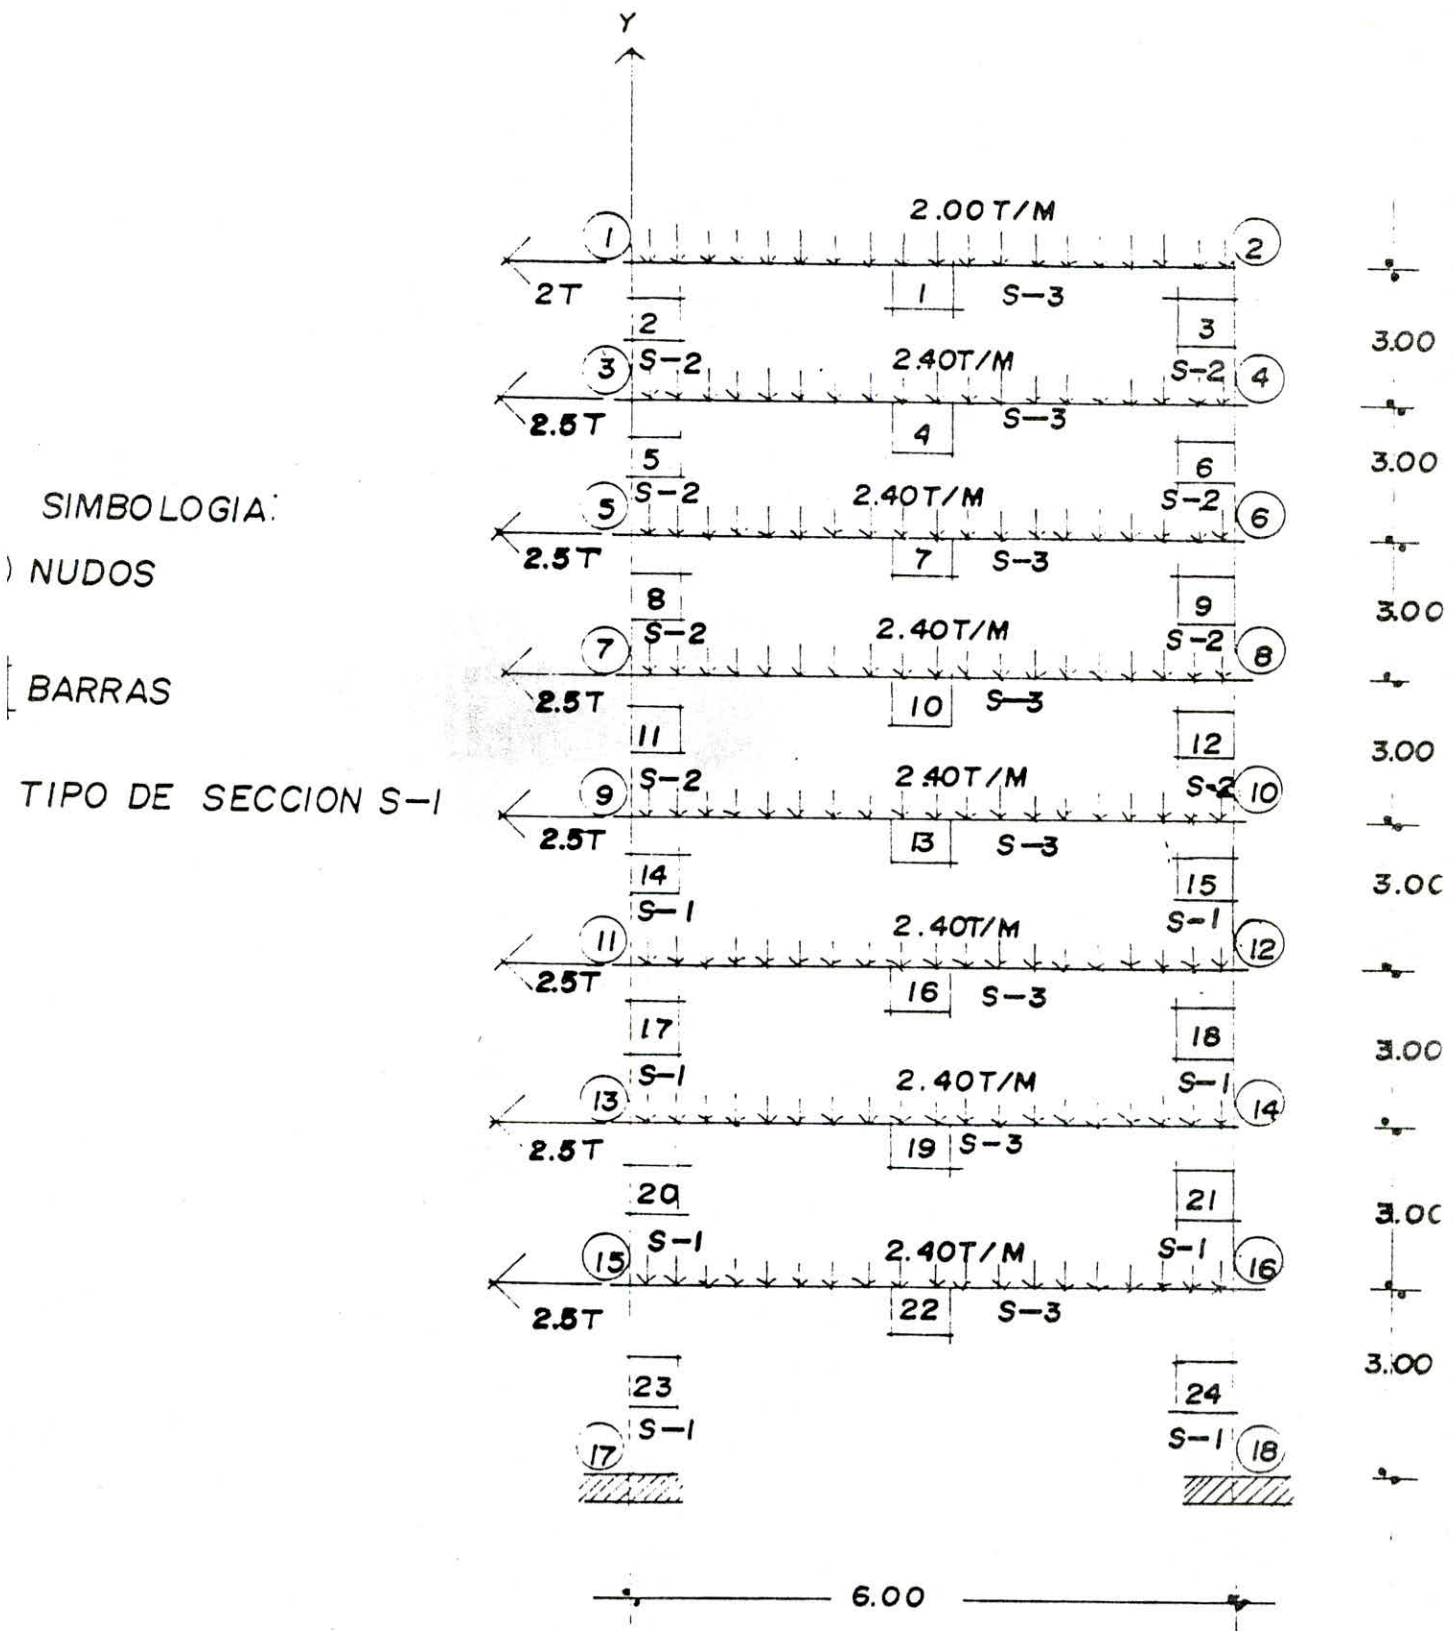 Y
2.00 T/M
1
2
2T
1
S-3
2
3
3.00
S-2
2.40T/M
S-2
3
4
2.5T
4
S-3
5
6
3.00
SIMBOLOGIA:
S-2
2.40T/M
S-2
5
6
2.5T
7
S-3
) NUDOS
8
9
3.00
S-2
2.40T/M
S-2
7
8
BARRAS
2.5T
10
S-3
11
12
3.00
TIPO DE SECCION S-1
S-2
2.40T/M
S-2
9
10
2.5T
13
S-3
14
15
3.00
S-1
2.40T/M
S-1
11
12
2.5T
16
S-3
17
18
3.00
S-1
2.40T/M
S-1
13
14
2.5T
19
S-3
20
21
3.00
S-1
2.40T/M
S-1
15
16
2.5T
22
S-3
3.00
23
24
S-1
S-1
17
18
6.00